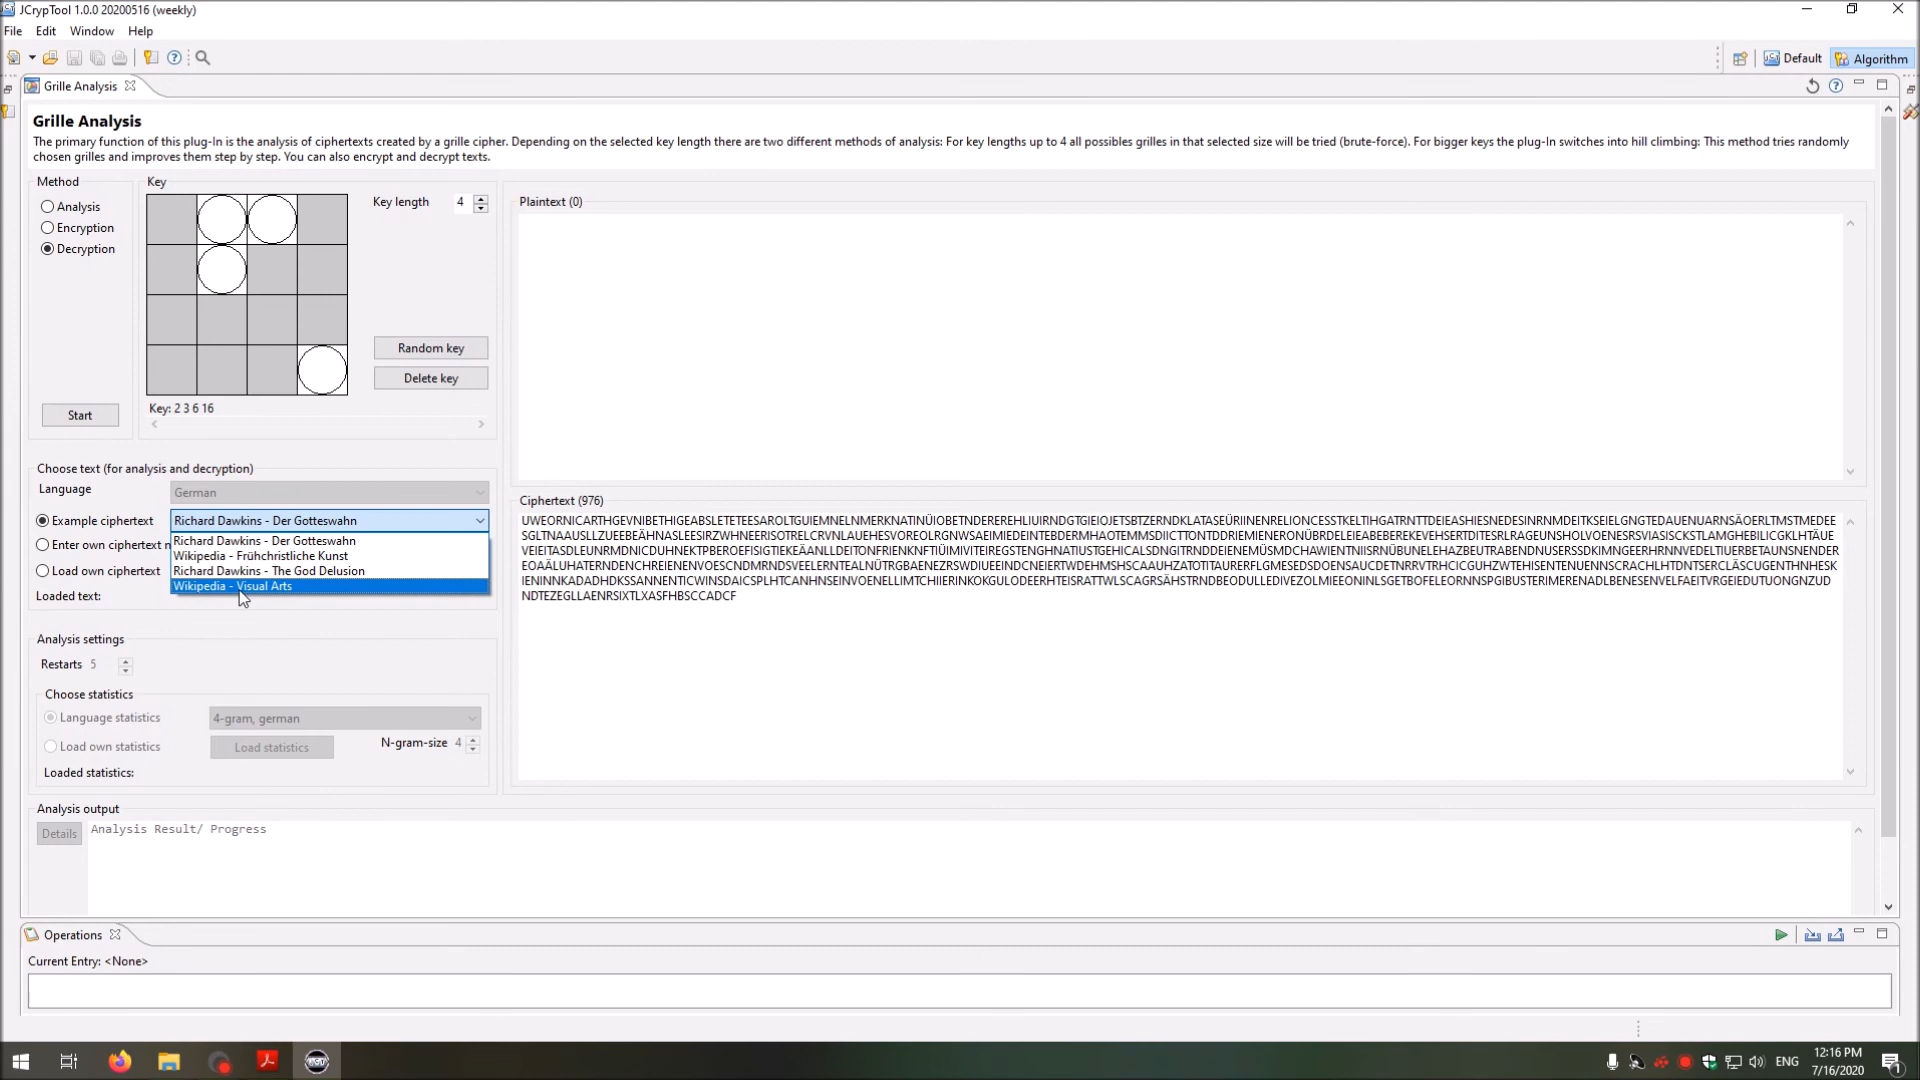 JCrypTool 1.0.0 20200516 (weekly)
File Edit Window Help
Default Algorithm
Grille Analysis
Grille Analysis
The primary function of this plug-In is the analysis of ciphertexts created by a grille cipher. Depending on the selected key length there are two different methods of analysis: For key lengths up to 4 all possibles grilles in that selected size will be tried (brute-force). For bigger keys the plug-In switches into hill climbing: This method tries randomly
chosen grilles and improves them step by step. You can also encrypt and decrypt texts.
Method
Analysis
Encryption
Decryption
Start
Key
Key length 4
Random key
Delete key
Key: 2 3 6 16
Choose text (for analysis and decryption)
Language German
Example ciphertext Richard Dawkins - Der Gotteswahn
Richard Dawkins - Der Gotteswahn
Enter own ciphertext
Wikipedia - Frühchristliche Kunst
Load own ciphertext Richard Dawkins - The God Delusion
Wikipedia - Visual Arts
Loaded text:
Analysis settings
Restarts 5
Choose statistics
Language statistics 4-gram, german
Load own statistics Load statistics N-gram-size 4
Loaded statistics:
Plaintext (0)
Ciphertext (976)
UWEORNICARTHGEVNIBETHIGEABSLETETEESAROLTGUIEMNELNMERKNATINÜIOBETNDEREREHLIUIRNDGTGIEIOJETSBTZERNDKLATASEÜRIINENRELIONCESSTKELTIHGATRNTTDEIEASHIESNEDESINRNMDEITKSEIELGNGTEDAUENUARNSÄOERLTMSTMEDEE
SGLTNAAUSLLZUEEBEÄHNASLEESIRZWHNEERISOTRELCRVNLAUEHESVOREOLRGNWSAEIMIEDEINTEBDERMHAOTEMMSDIICTTONTDDRIEMIENERONÜBRDELEIEABEBEREKEVEHSERTDITESRLRAGEUNSHOLVOENESRSVIASISCKSTLAMGHEBILICGKLHTÄUE
VEIEITASDLEUNRMDNICDUHNEKTPBEROEFISIGTIEKEÄANLLDEITONFRIENKNFTIÜIMIVITEIREGSTENGHNATIUSTGEHICALSDNGITRNDDEIENEMÜSMDCHAWIENTNIISRNÜBUNELEHAZBEUTRABENDNUSERSSDKIMNGEERHRNNVEDELTIUERBETAUNSNENDER
EOAÄLUHATERNDENCHREIENENVOESCNDMRNDSVEELERNTEALNÜTRGBAENEZRSWDIUEEINDCNEIERTWDEHMSHSCAAUHZATOTITAURERFLGMESEDSDOENSAUCDETNRRVTRHCICGUHZWTEHISENTENUENNSCRACHLHTDNTSERCLÄSCUGENTHNHESK
IENINNKADADHDKSSANNENTICWINSDAICSPLHTCANHNSEINVOENELLIMTCHIIERINKOKGULODEERHTEISRATTWLSCAGRSÄHSTRNDBEODULLEDIVEZOLMIEEONINLSGETBOFELEORNNSPGIBUSTERIMERENADLBENESENVELFAEITVRGEIEDUTUONGNZUD
NDTEZEGLLAENRSIXTLXASFHBSCCADCF
Analysis output
Details Analysis Result/ Progress
Operations
Current Entry: <None>
ENG
12:16 PM
7/16/2020
1